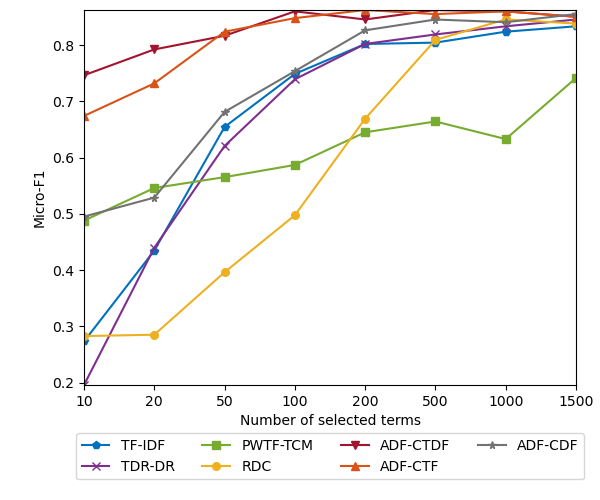 0.8
0.7
0.6
0.5
0.4
0.3
0.2
Micro-F1
10 20 50 100 200 500 1000 1500
Number of selected terms
TF-IDF PWTF-TCM ADF-CTDF ADF-CDF
TDR-DR RDC ADF-CTF